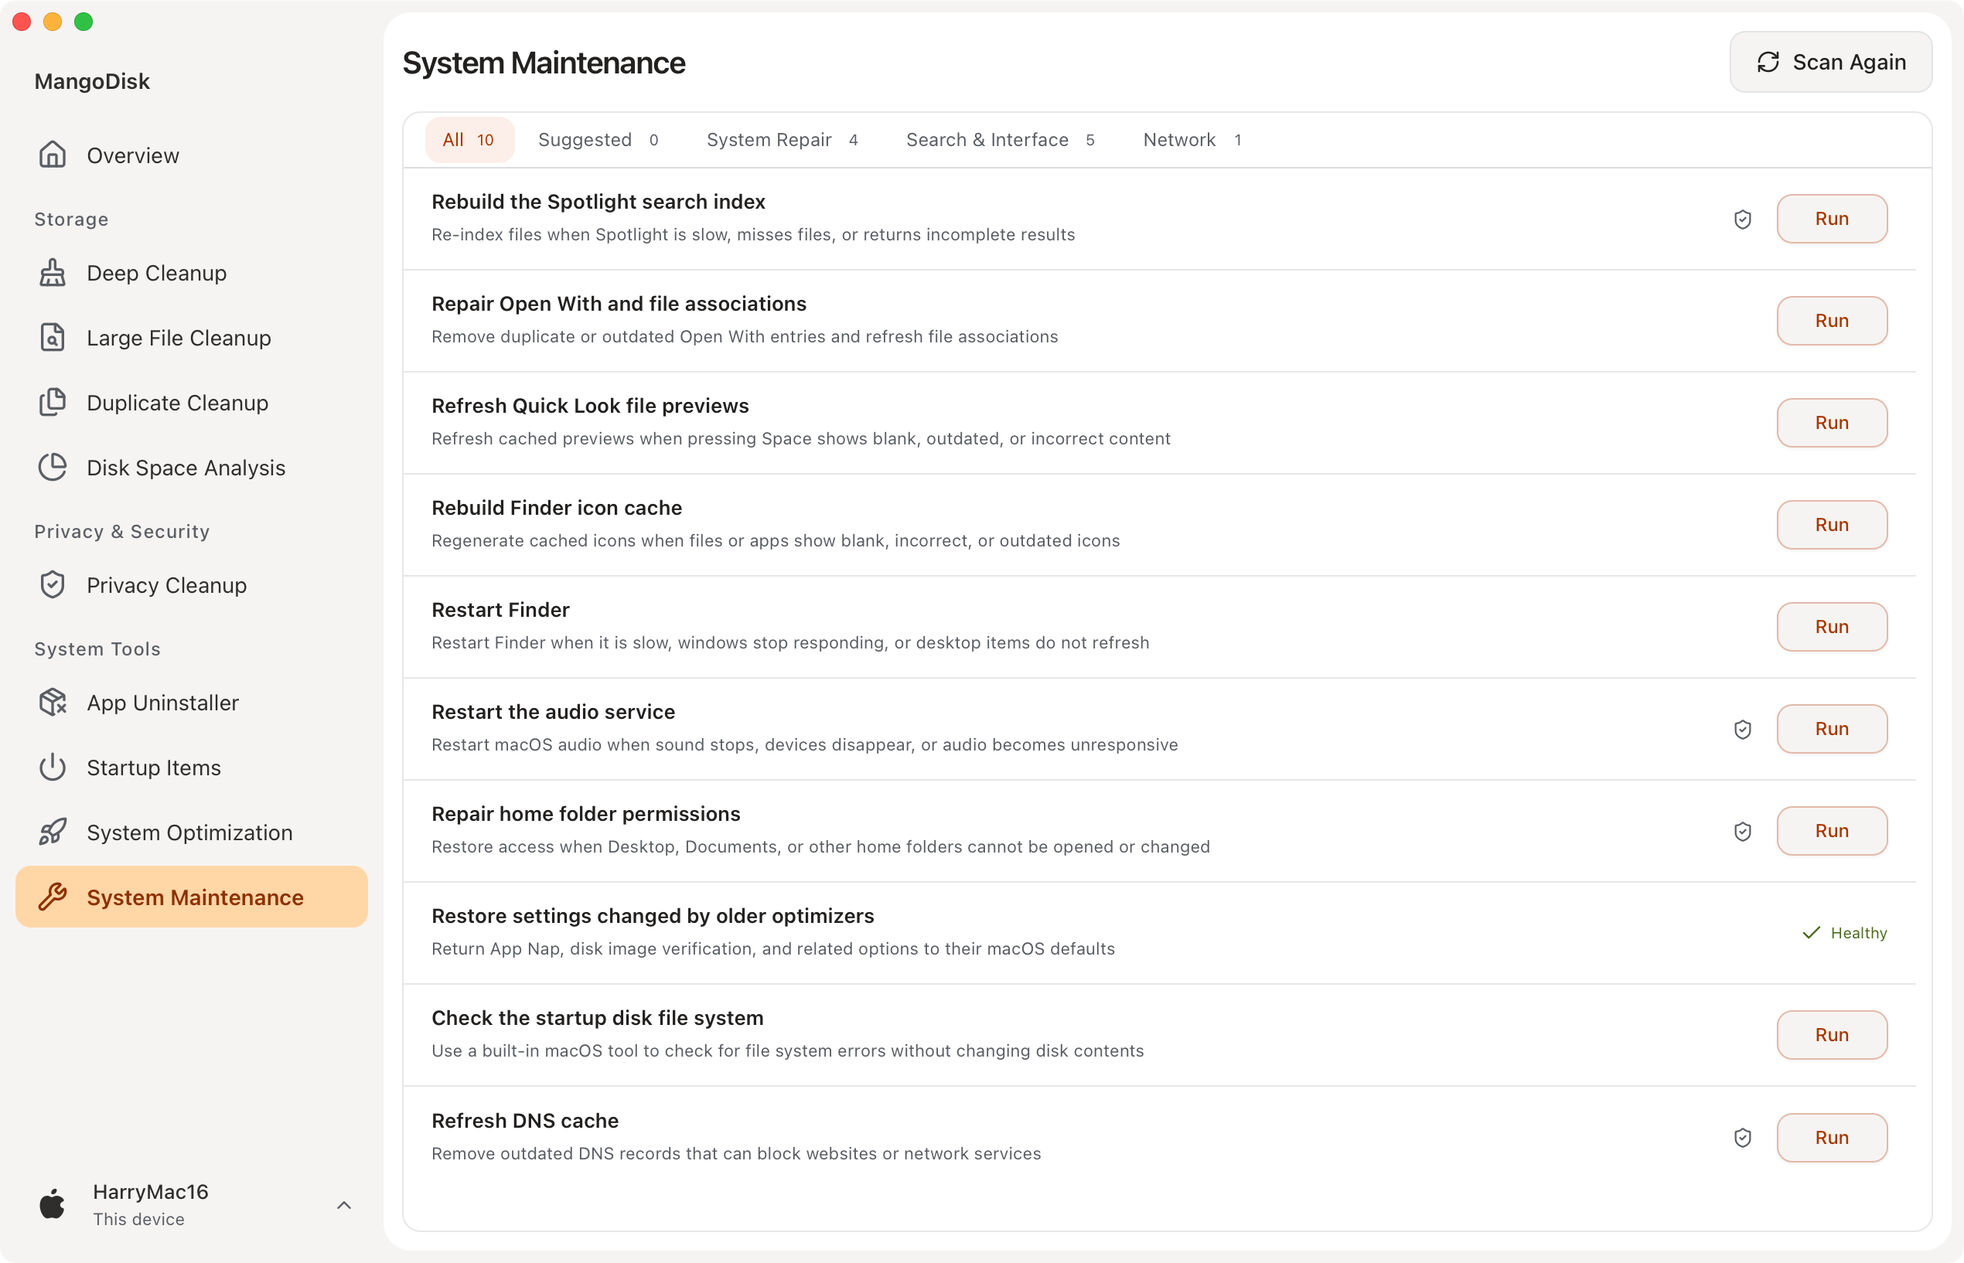 MangoDisk
Overview
Storage
Deep Cleanup
Large File Cleanup
Duplicate Cleanup
Disk Space Analysis
Privacy & Security
Privacy Cleanup
System Tools
App Uninstaller
Startup Items
System Optimization
System Maintenance
HarryMac16
This device
System Maintenance
Scan Again
All 10 Suggested 0 System Repair 4 Search & Interface 5 Network 1
Rebuild the Spotlight search index
Re-index files when Spotlight is slow, misses files, or returns incomplete results
Run
Repair Open With and file associations
Remove duplicate or outdated Open With entries and refresh file associations
Run
Refresh Quick Look file previews
Refresh cached previews when pressing Space shows blank, outdated, or incorrect content
Run
Rebuild Finder icon cache
Regenerate cached icons when files or apps show blank, incorrect, or outdated icons
Run
Restart Finder
Restart Finder when it is slow, windows stop responding, or desktop items do not refresh
Run
Restart the audio service
Restart macOS audio when sound stops, devices disappear, or audio becomes unresponsive
Run
Repair home folder permissions
Restore access when Desktop, Documents, or other home folders cannot be opened or changed
Run
Restore settings changed by older optimizers
Return App Nap, disk image verification, and related options to their macOS defaults
Healthy
Check the startup disk file system
Use a built-in macOS tool to check for file system errors without changing disk contents
Run
Refresh DNS cache
Remove outdated DNS records that can block websites or network services
Run